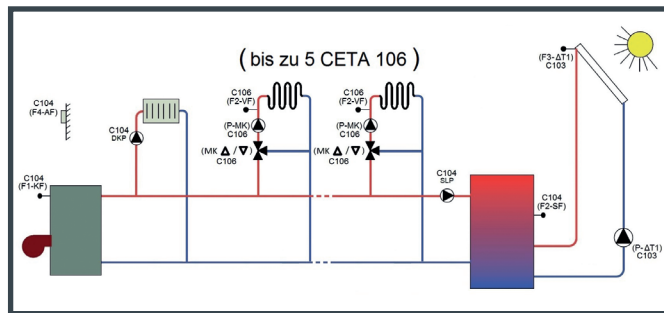 ( bis zu 5 CETA 106 )
C104
(F4-AF)
C104
DKP
C106
(F2-VF)
(P-MK)
C106
(MK △ / ▽ )
C106
C106
(F2-VF)
(P-MK)
C106
(MK △ / ▽ )
C106
(F3-ΔT1)
C103
C104
(F1-KF)
C104
SLP
C104
(F2-SF)
(P-ΔT1)
C103